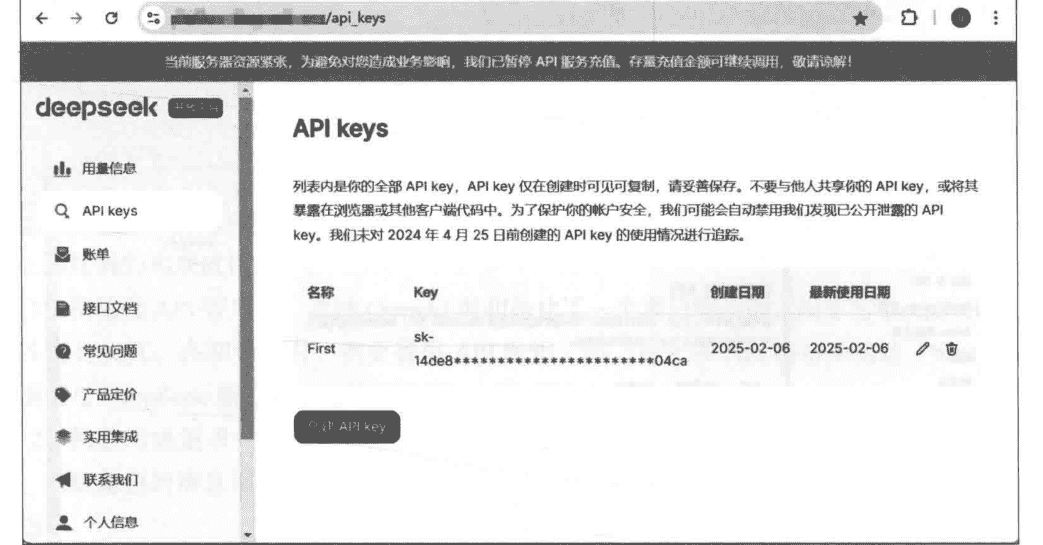 /api_keys
当前服务器资源紧张，为避免对您造成业务影响，我们已暂停 API 服务充值。存量充值金额可继续调用，敬请谅解！
deepseek
用量信息
API keys
账单
接口文档
常见问题
产品定价
实用集成
联系我们
个人信息
API keys
列表内是你的全部 API key，API key 仅在创建时可见可复制，请妥善保存。不要与他人共享你的 API key，或将其
暴露在浏览器或其他客户端代码中。为了保护你的帐户安全，我们可能会自动禁用我们发现已公开泄露的 API
key。我们未对 2024 年 4 月 25 日前创建的 API key 的使用情况进行追踪。
名称 Key 创建日期 最新使用日期
sk-
First 2025-02-06 2025-02-06
14de8***********************04ca
API key